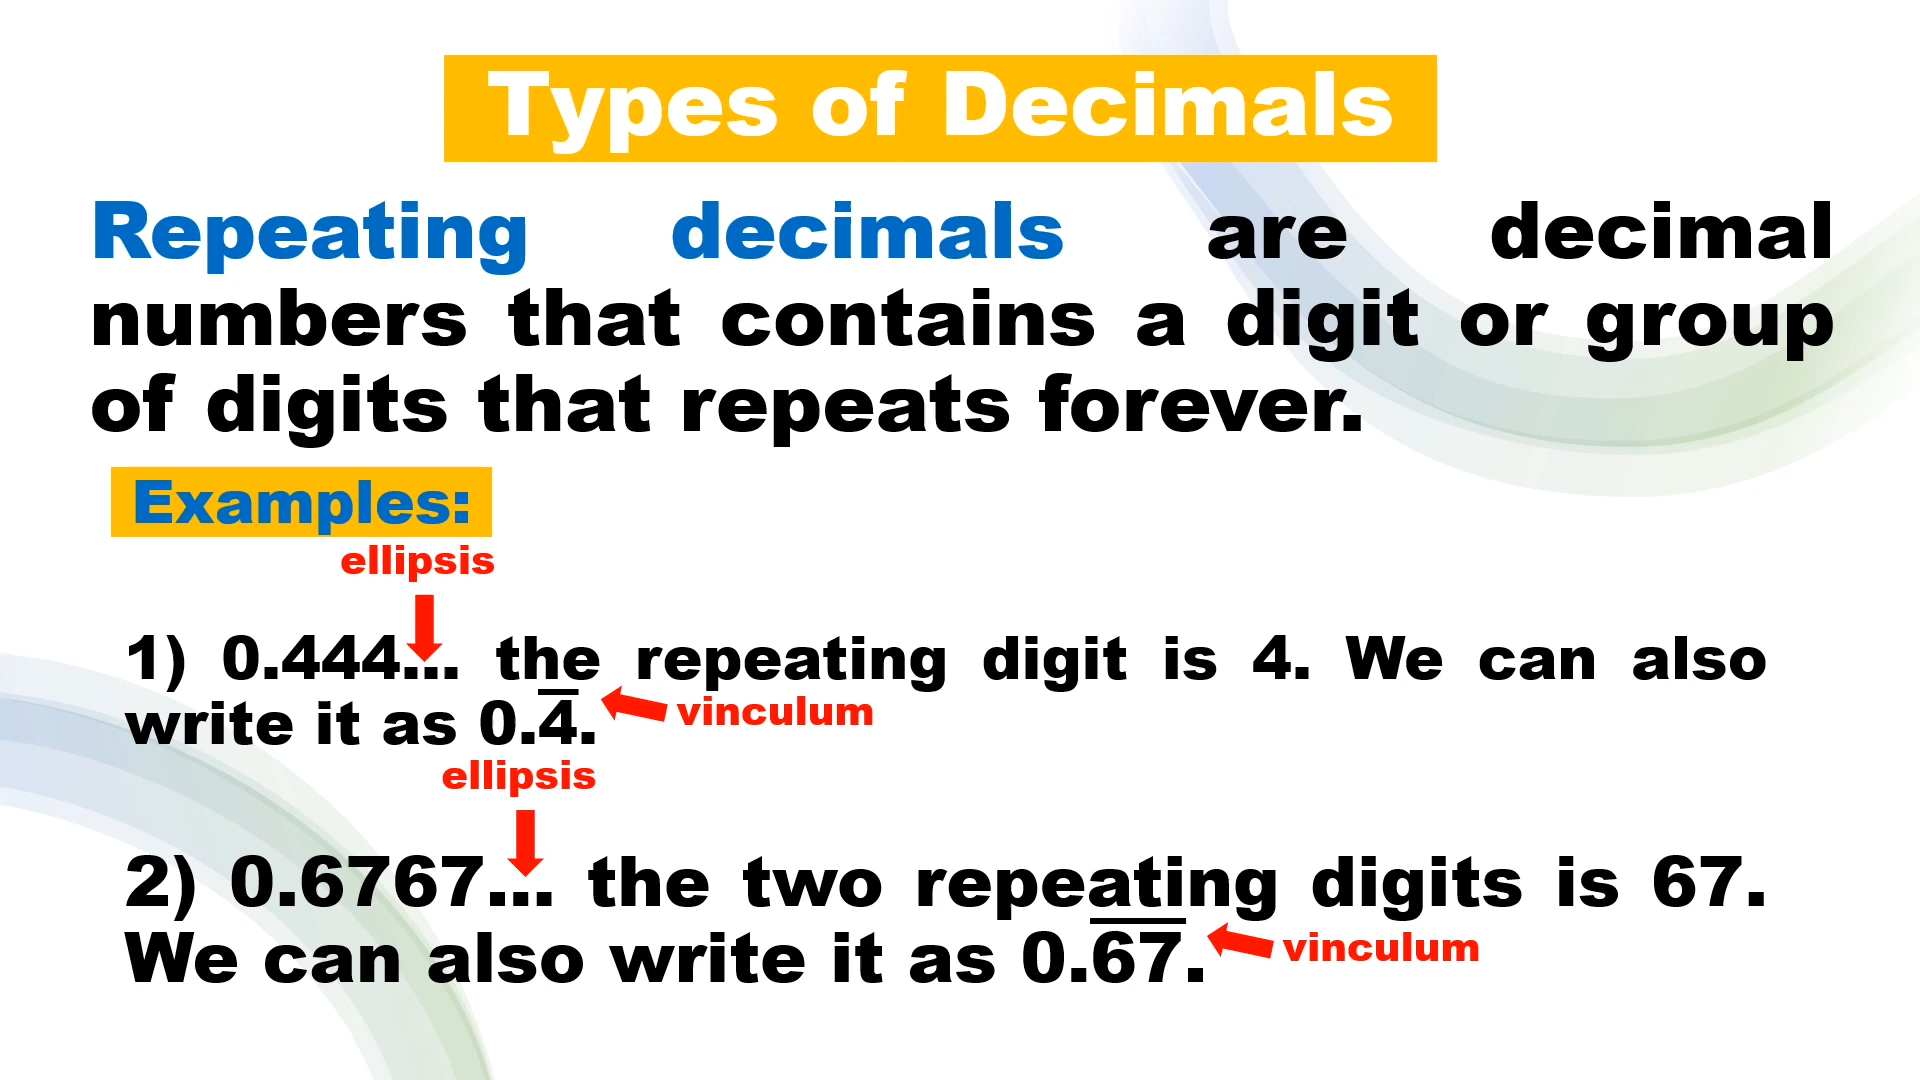 Types of Decimals
Repeating decimals are decimal
numbers that contains a digit or group
of digits that repeats forever.
Examples:
ellipsis
1) 0.444... the repeating digit is 4. We can also
write it as 0.4̅.
vinculum
ellipsis
2) 0.6767... the two repeating digits is 67.
We can also write it as 0.6̅7̅.
vinculum